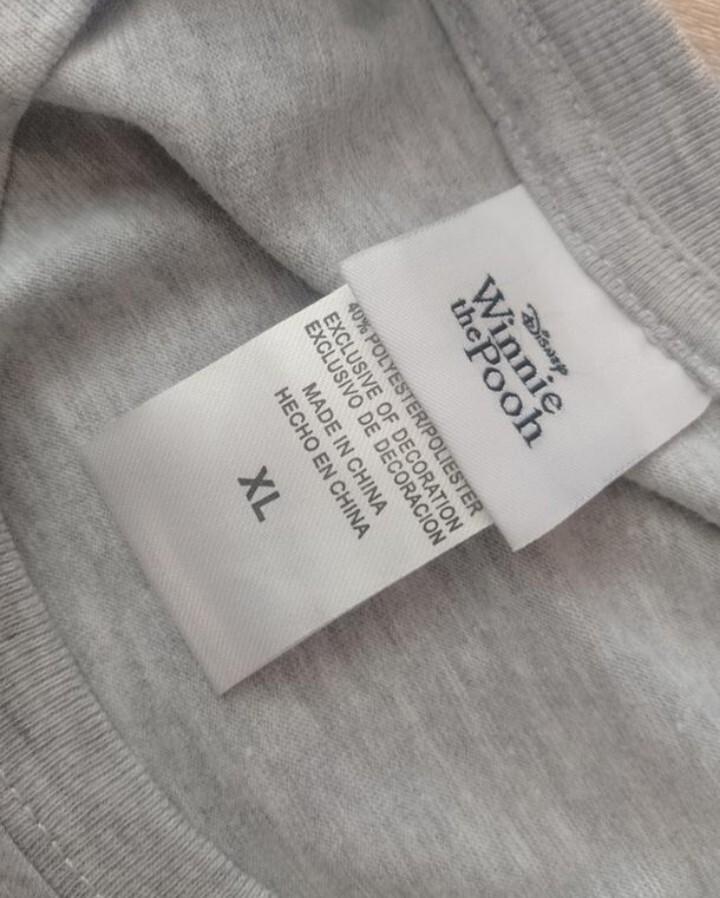 Disney
Winnie
the Pooh
40% POLYESTER/POLIESTER
EXCLUSIVE OF DECORATION
EXCLUSIVO DE DECORACION
MADE IN CHINA
HECHO EN CHINA
XL